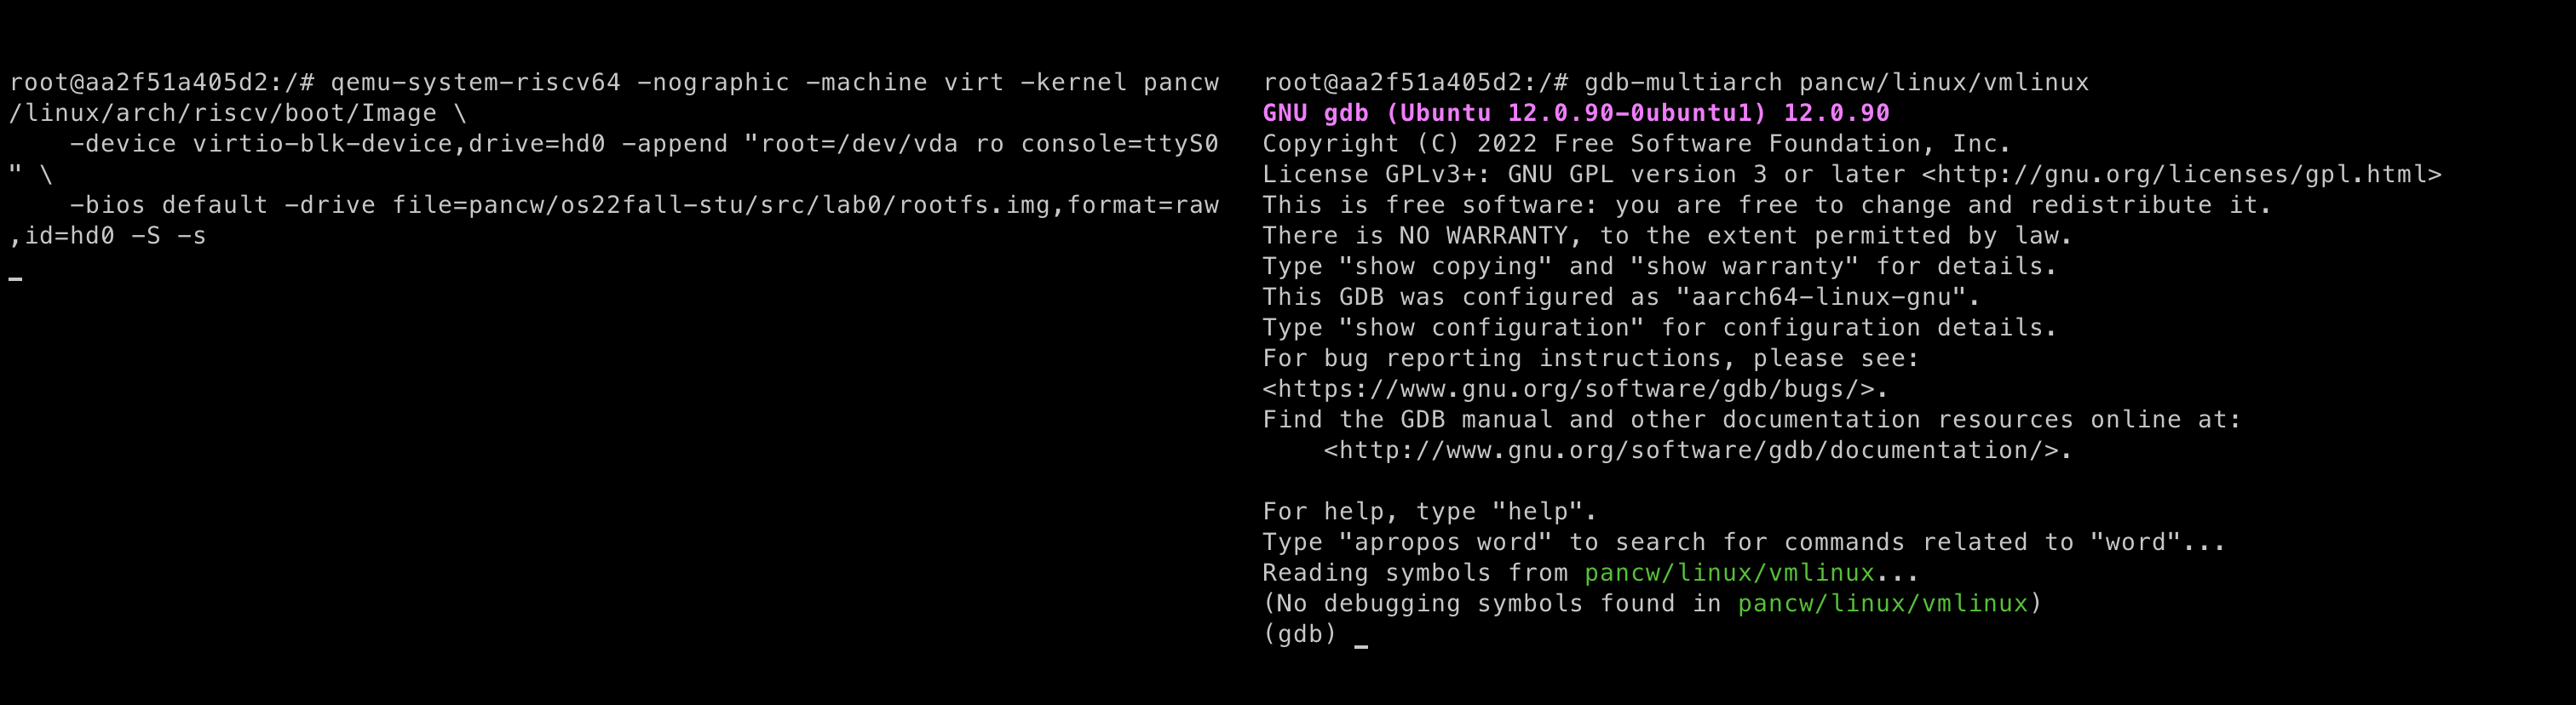 root@aa2f51a405d2:/# qemu-system-riscv64 -nographic -machine virt -kernel pancw
/linux/arch/riscv/boot/Image \
    -device virtio-blk-device,drive=hd0 -append "root=/dev/vda ro console=ttyS0
" \
    -bios default -drive file=pancw/os22fall-stu/src/lab0/rootfs.img,format=raw
,id=hd0 -S -s
root@aa2f51a405d2:/# gdb-multiarch pancw/linux/vmlinux
GNU gdb (Ubuntu 12.0.90-0ubuntu1) 12.0.90
Copyright (C) 2022 Free Software Foundation, Inc.
License GPLv3+: GNU GPL version 3 or later <http://gnu.org/licenses/gpl.html>
This is free software: you are free to change and redistribute it.
There is NO WARRANTY, to the extent permitted by law.
Type "show copying" and "show warranty" for details.
This GDB was configured as "aarch64-linux-gnu".
Type "show configuration" for configuration details.
For bug reporting instructions, please see:
<https://www.gnu.org/software/gdb/bugs/>.
Find the GDB manual and other documentation resources online at:
    <http://www.gnu.org/software/gdb/documentation/>.

For help, type "help".
Type "apropos word" to search for commands related to "word"...
Reading symbols from pancw/linux/vmlinux...
(No debugging symbols found in pancw/linux/vmlinux)
(gdb) _